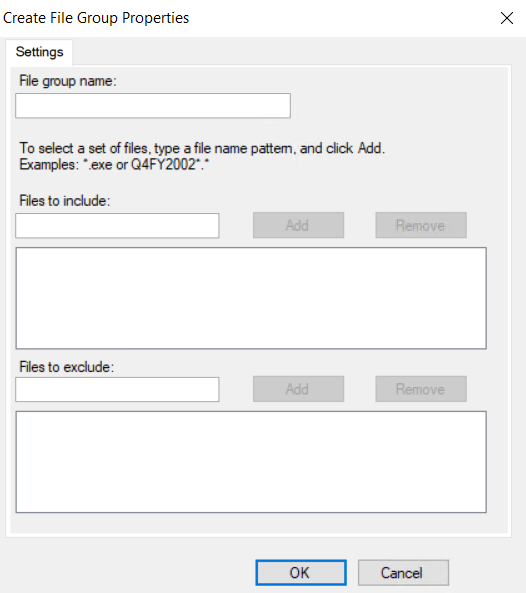 Create File Group Properties
Settings
File group name:
To select a set of files, type a file name pattern, and click Add.
Examples: *.exe or Q4FY2002*.*
Files to include:
Add Remove
Files to exclude:
Add Remove
OK Cancel